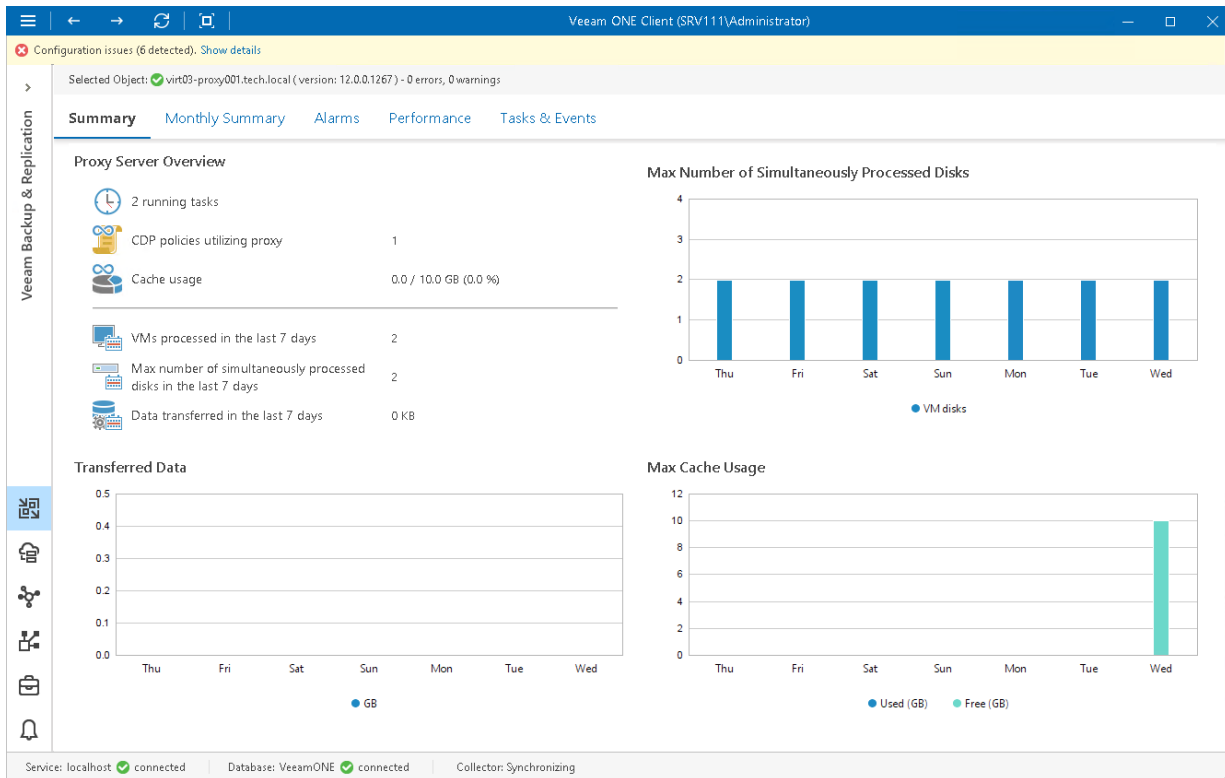 Veeam ONE Client (SRV111\Administrator)
Configuration issues (6 detected). Show details
Selected Object: virt03-proxy001.tech.local ( version: 12.0.0.1267 ) - 0 errors, 0 warnings
Veeam Backup & Replication
Summary Monthly Summary Alarms Performance Tasks & Events
Proxy Server Overview
2 running tasks
CDP policies utilizing proxy 1
Cache usage 0.0 / 10.0 GB (0.0 %)
VMs processed in the last 7 days 2
Max number of simultaneously processed
disks in the last 7 days 2
Data transferred in the last 7 days 0 KB
Max Number of Simultaneously Processed Disks
4
3
2
1
0
Thu Fri Sat Sun Mon Tue Wed
VM disks
Transferred Data
0.5
0.4
0.3
0.2
0.1
0.0
Thu Fri Sat Sun Mon Tue Wed
GB
Max Cache Usage
12
10
8
6
4
2
0
Thu Fri Sat Sun Mon Tue Wed
Used (GB) Free (GB)
Service: localhost connected Database: VeeamONE connected Collector: Synchronizing